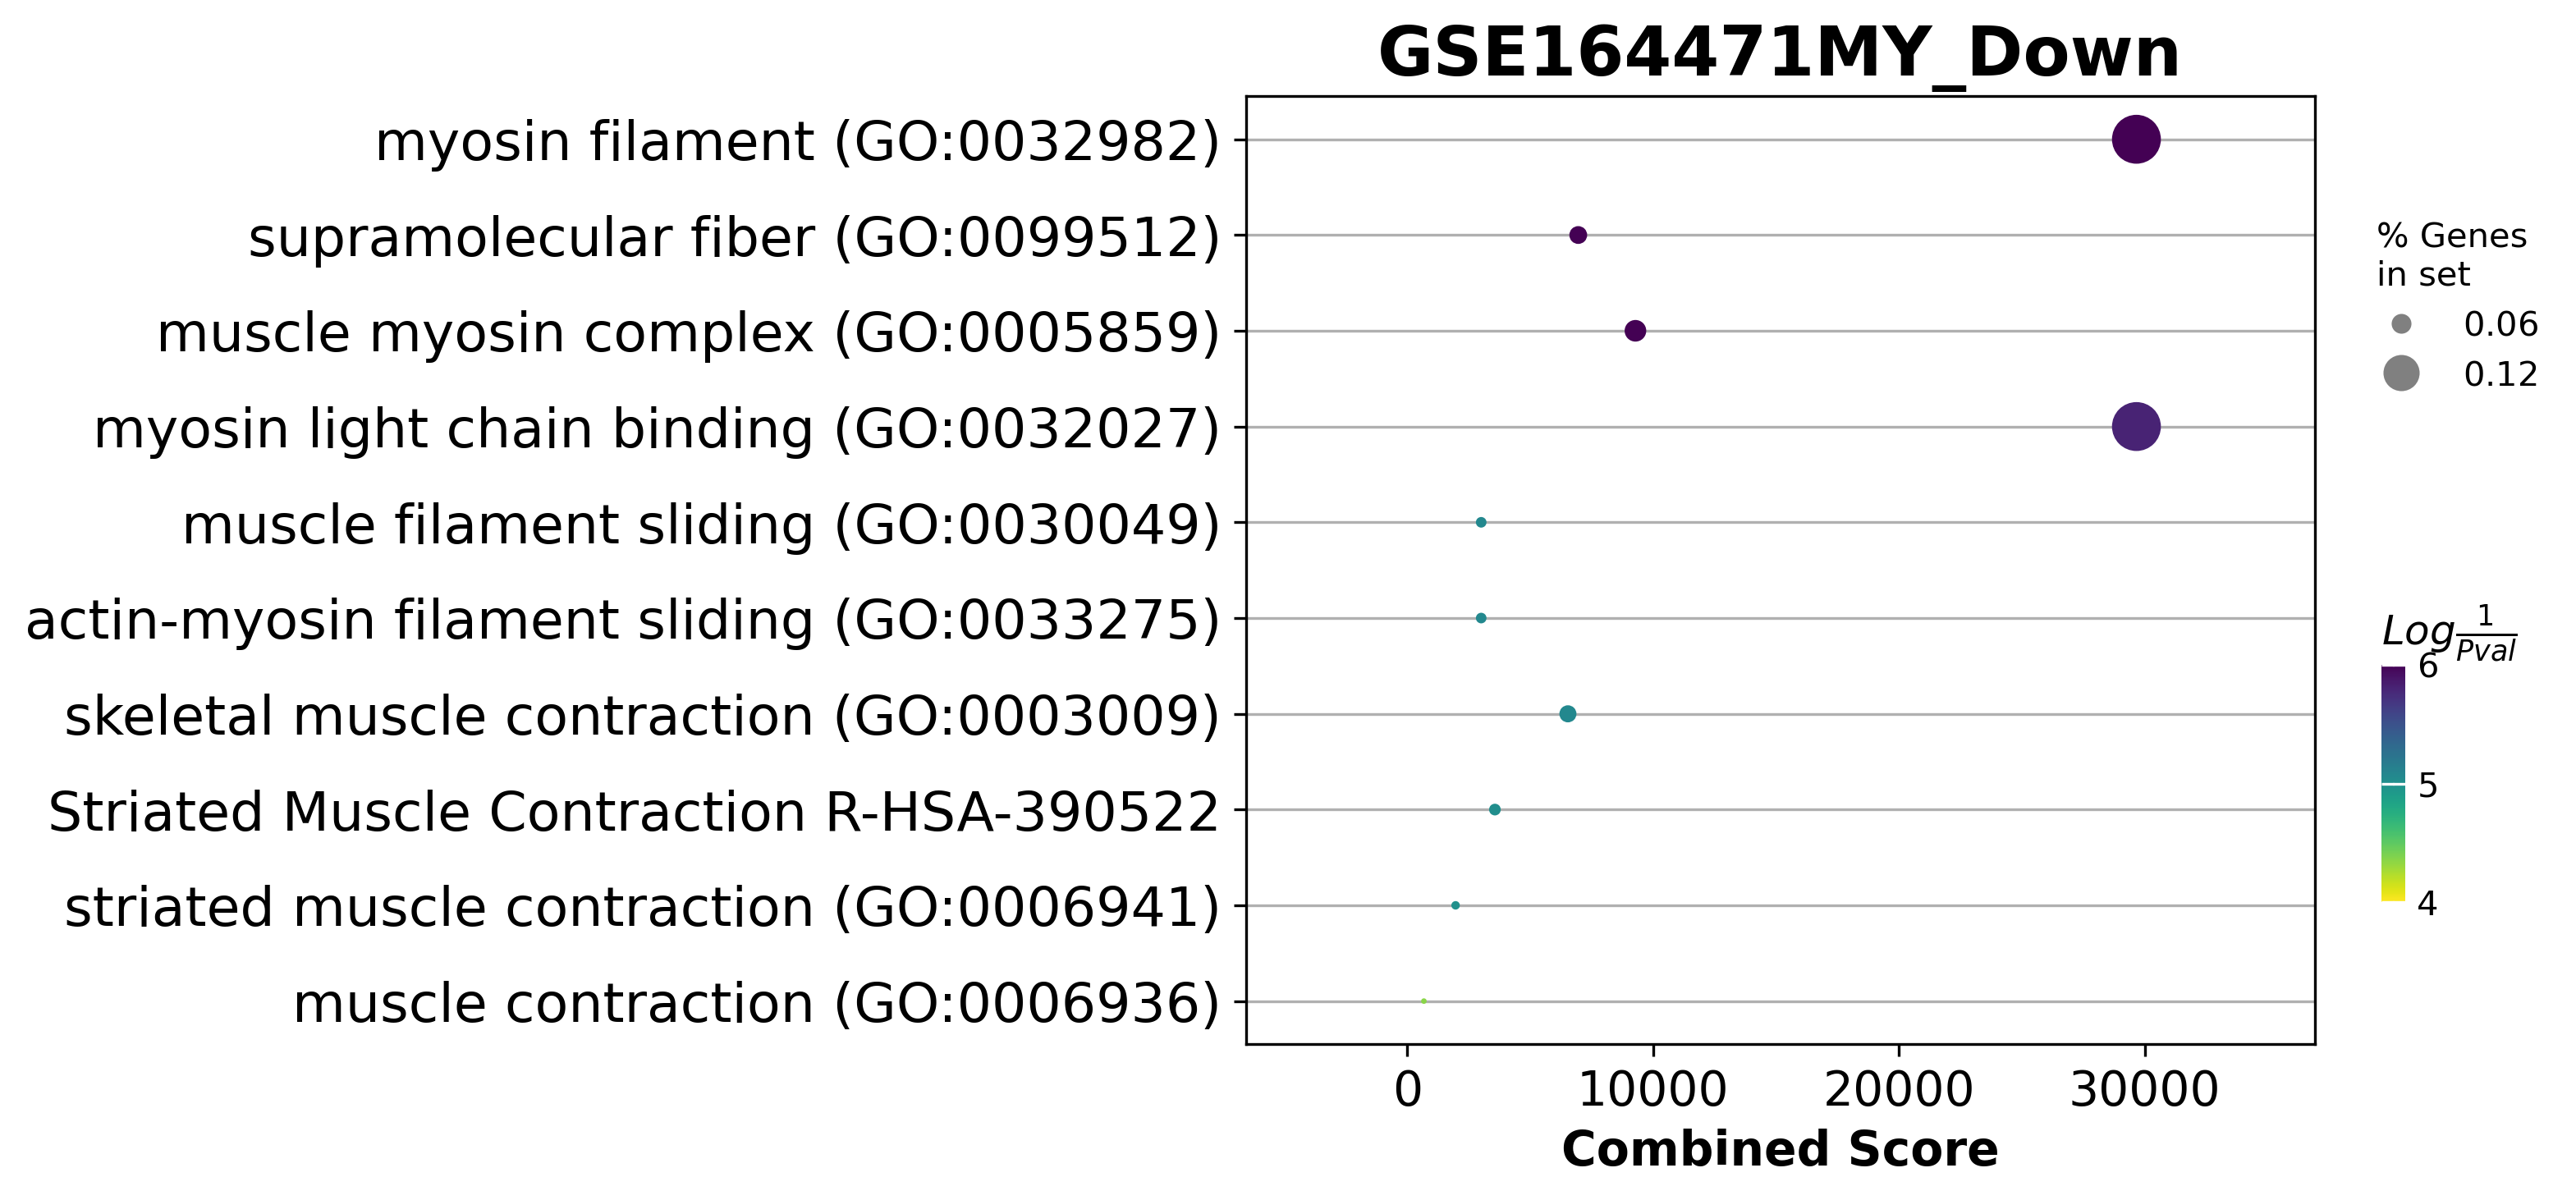 GSE164471MY_Down
myosin filament (GO:0032982)
supramolecular fiber (GO:0099512)
muscle myosin complex (GO:0005859)
myosin light chain binding (GO:0032027)
muscle filament sliding (GO:0030049)
actin-myosin filament sliding (GO:0033275)
skeletal muscle contraction (GO:0003009)
Striated Muscle Contraction R-HSA-390522
striated muscle contraction (GO:0006941)
muscle contraction (GO:0006936)
0 10000 20000 30000
Combined Score
% Genes
in set
0.06
0.12
Log 1/Pval
6
5
4